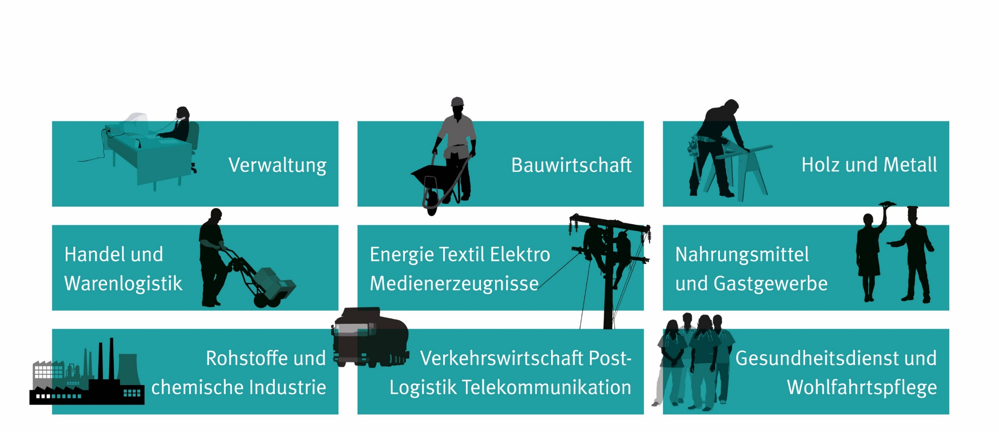 Verwaltung
Bauwirtschaft
Holz und Metall
Handel und
Warenlogistik
Energie Textil Elektro
Medienerzeugnisse
Nahrungsmittel
und Gastgewerbe
Rohstoffe und
chemische Industrie
Verkehrswirtschaft Post-
Logistik Telekommunikation
Gesundheitsdienst und
Wohlfahrtspflege